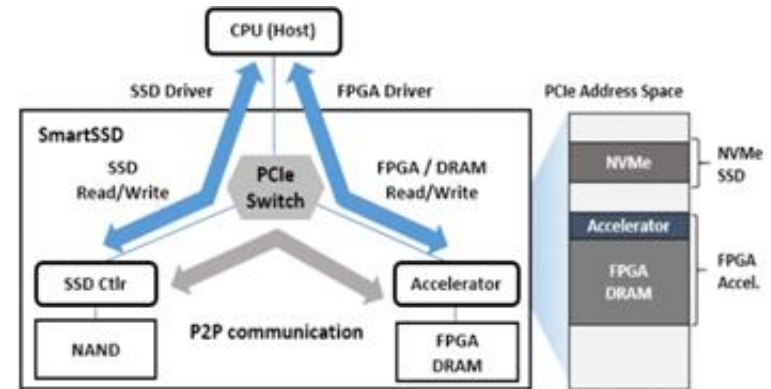 CPU (Host)
SSD Driver
FPGA Driver
PCIe Address Space
SmartSSD
SSD
Read/Write
PCIe
Switch
FPGA / DRAM
Read/Write
NVMe
NVMe
SSD
Accelerator
FPGA
DRAM
FPGA
Accel.
SSD Ctlr
Accelerator
P2P communication
NAND
FPGA
DRAM